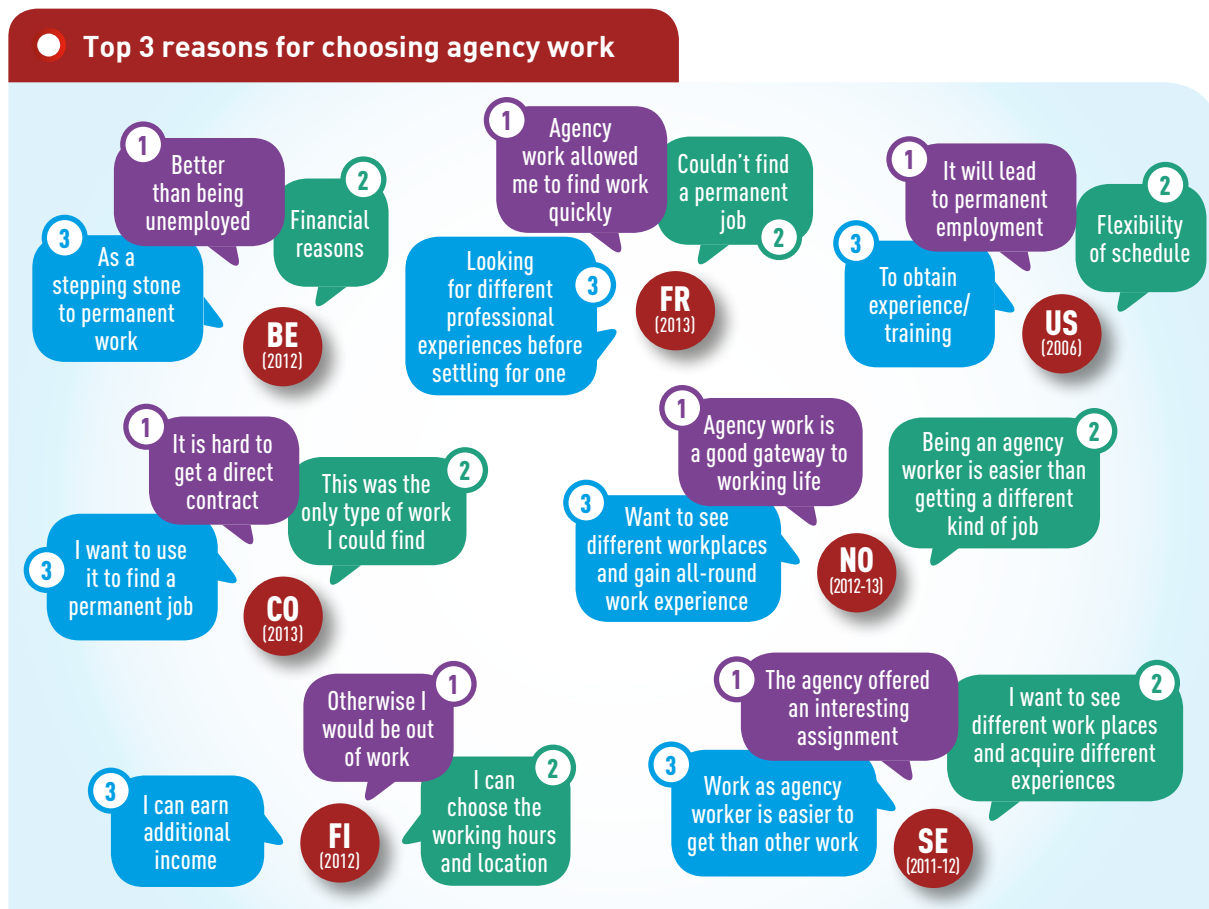 Top 3 reasons for choosing agency work
1
Better
than being
unemployed
2
Financial
reasons
3
As a
stepping stone
to permanent
work
BE
(2012)
1
Agency
work allowed
me to find work
quickly
Couldn't find
a permanent
job
2
Looking
for different
professional
experiences before
settling for one
3
FR
(2013)
1
It will lead
to permanent
employment
2
Flexibility
of schedule
3
To obtain
experience/
training
US
(2006)
1
It is hard to
get a direct
contract
2
This was the
only type of work
I could find
3
I want to use
it to find a
permanent job
CO
(2013)
1
Agency work is
a good gateway to
working life
2
Being an agency
worker is easier than
getting a different
kind of job
3
Want to see
different workplaces
and gain all-round
work experience
NO
(2012-13)
1
Otherwise I
would be out
of work
2
I can
choose the
working hours
and location
3
I can earn
additional
income
FI
(2012)
1
The agency offered
an interesting
assignment
2
I want to see
different work places
and acquire different
experiences
3
Work as agency
worker is easier to
get than other work
SE
(2011-12)